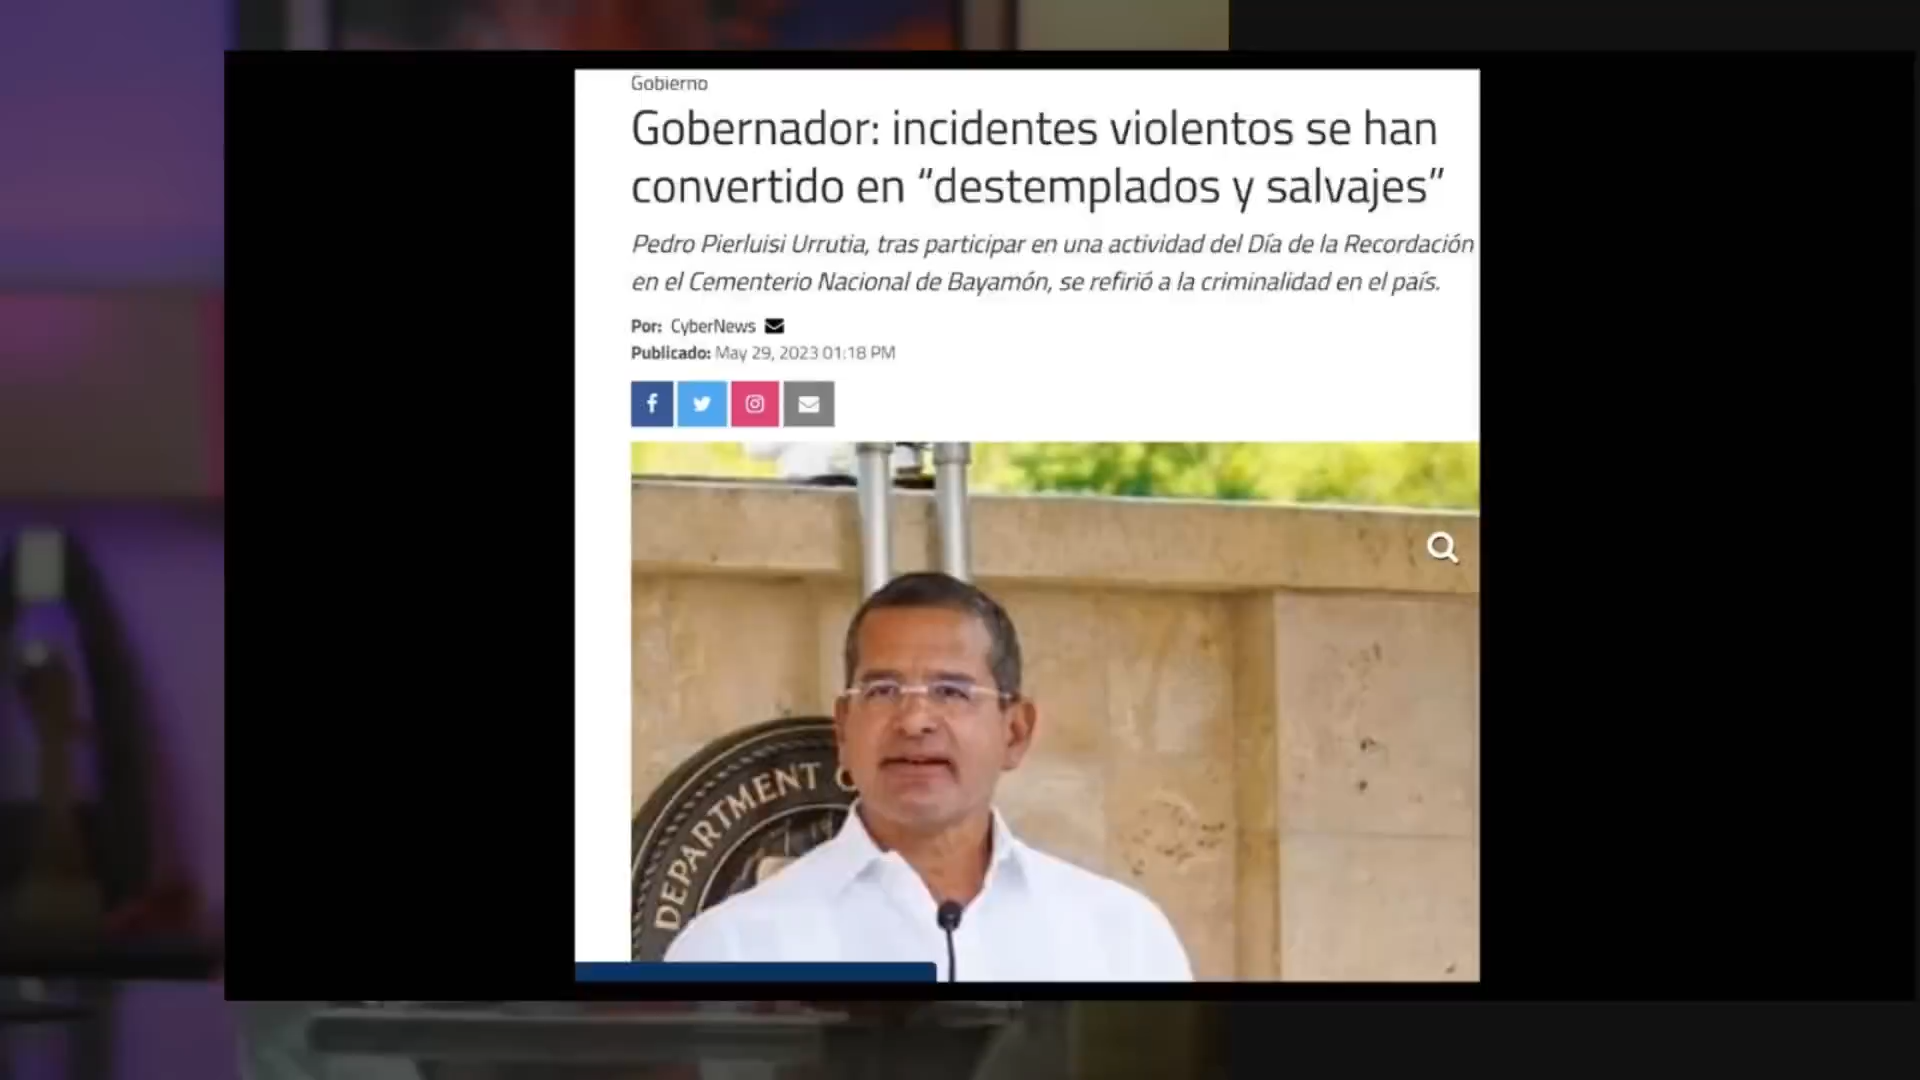 Gobierno
Gobernador: incidentes violentos se han
convertido en “destemplados y salvajes”
Pedro Pierluisi Urrutia, tras participar en una actividad del Día de la Recordación
en el Cementerio Nacional de Bayamón, se refirió a la criminalidad en el país.
Por: CyberNews
Publicado: May 29, 2023 01:18 PM
DEPARTMENT